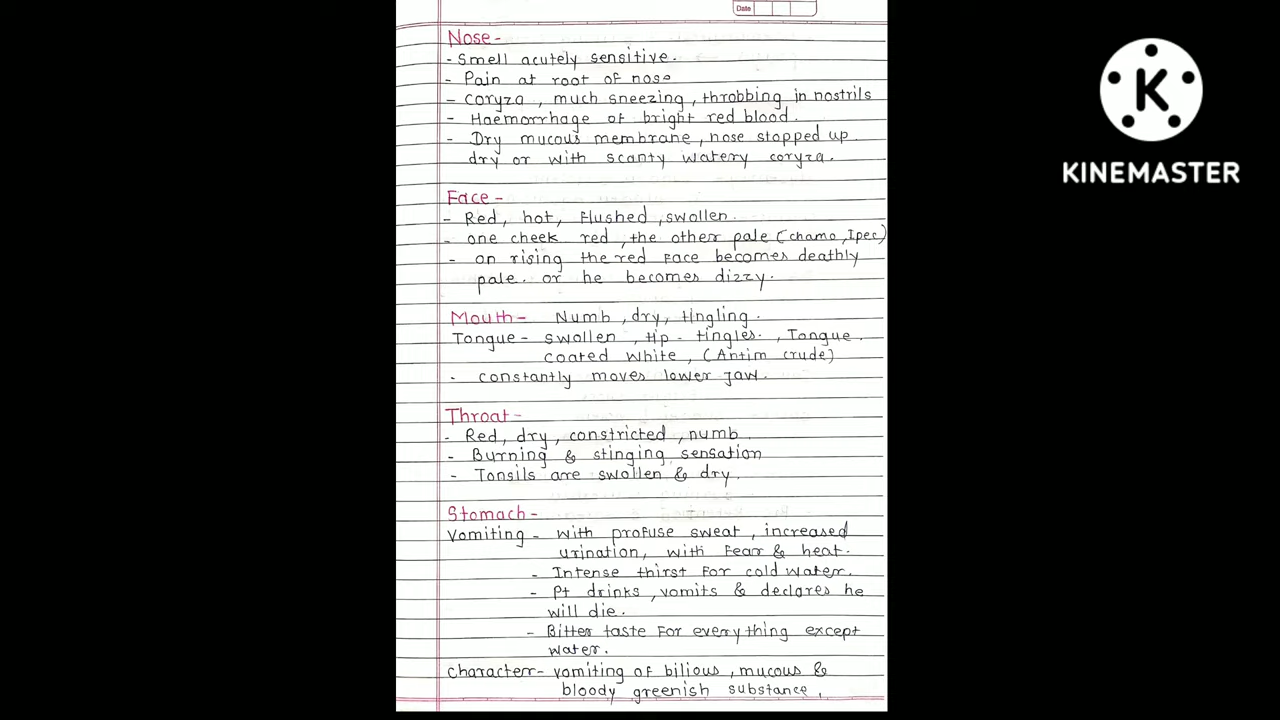 Date
Nose -
- Smell acutely sensitive.
- Pain at root of nose
- coryza, much sneezing, throbbing in nostrils
- Haemorrhage of bright red blood.
- Dry mucous membrane, nose stopped up
dry or with scanty watery coryza.
Face -
- Red, hot, flushed, swollen.
- one cheek red, the other pale (chamo, Ipec)
- on rising the red face becomes deathly
pale. or he becomes dizzy.
Mouth - Numb, dry, tingling.
Tongue - swollen, tip - tingles., Tongue.
coated white, (Antim crude)
- constantly moves lower jaw.
Throat -
- Red, dry, constricted, numb
- Burning & stinging sensation
- Tonsils are swollen & dry.
Stomach -
Vomiting - with profuse sweat, increased
urination, with fear & heat.
- Intense thirst for cold water.
- Pt drinks, vomits & declares he
will die.
- Bitter taste for everything except
water.
character - vomiting of bilious, mucous &
bloody greenish substance,
K
KINEMASTER